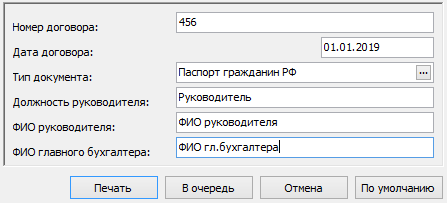 Номер договора: 456
Дата договора: 01.01.2019
Тип документа: Паспорт гражданин РФ ...
Должность руководителя: Руководитель
ФИО руководителя: ФИО руководителя
ФИО главного бухгалтера: ФИО гл.бухгалтера
Печать В очередь Отмена По умолчанию